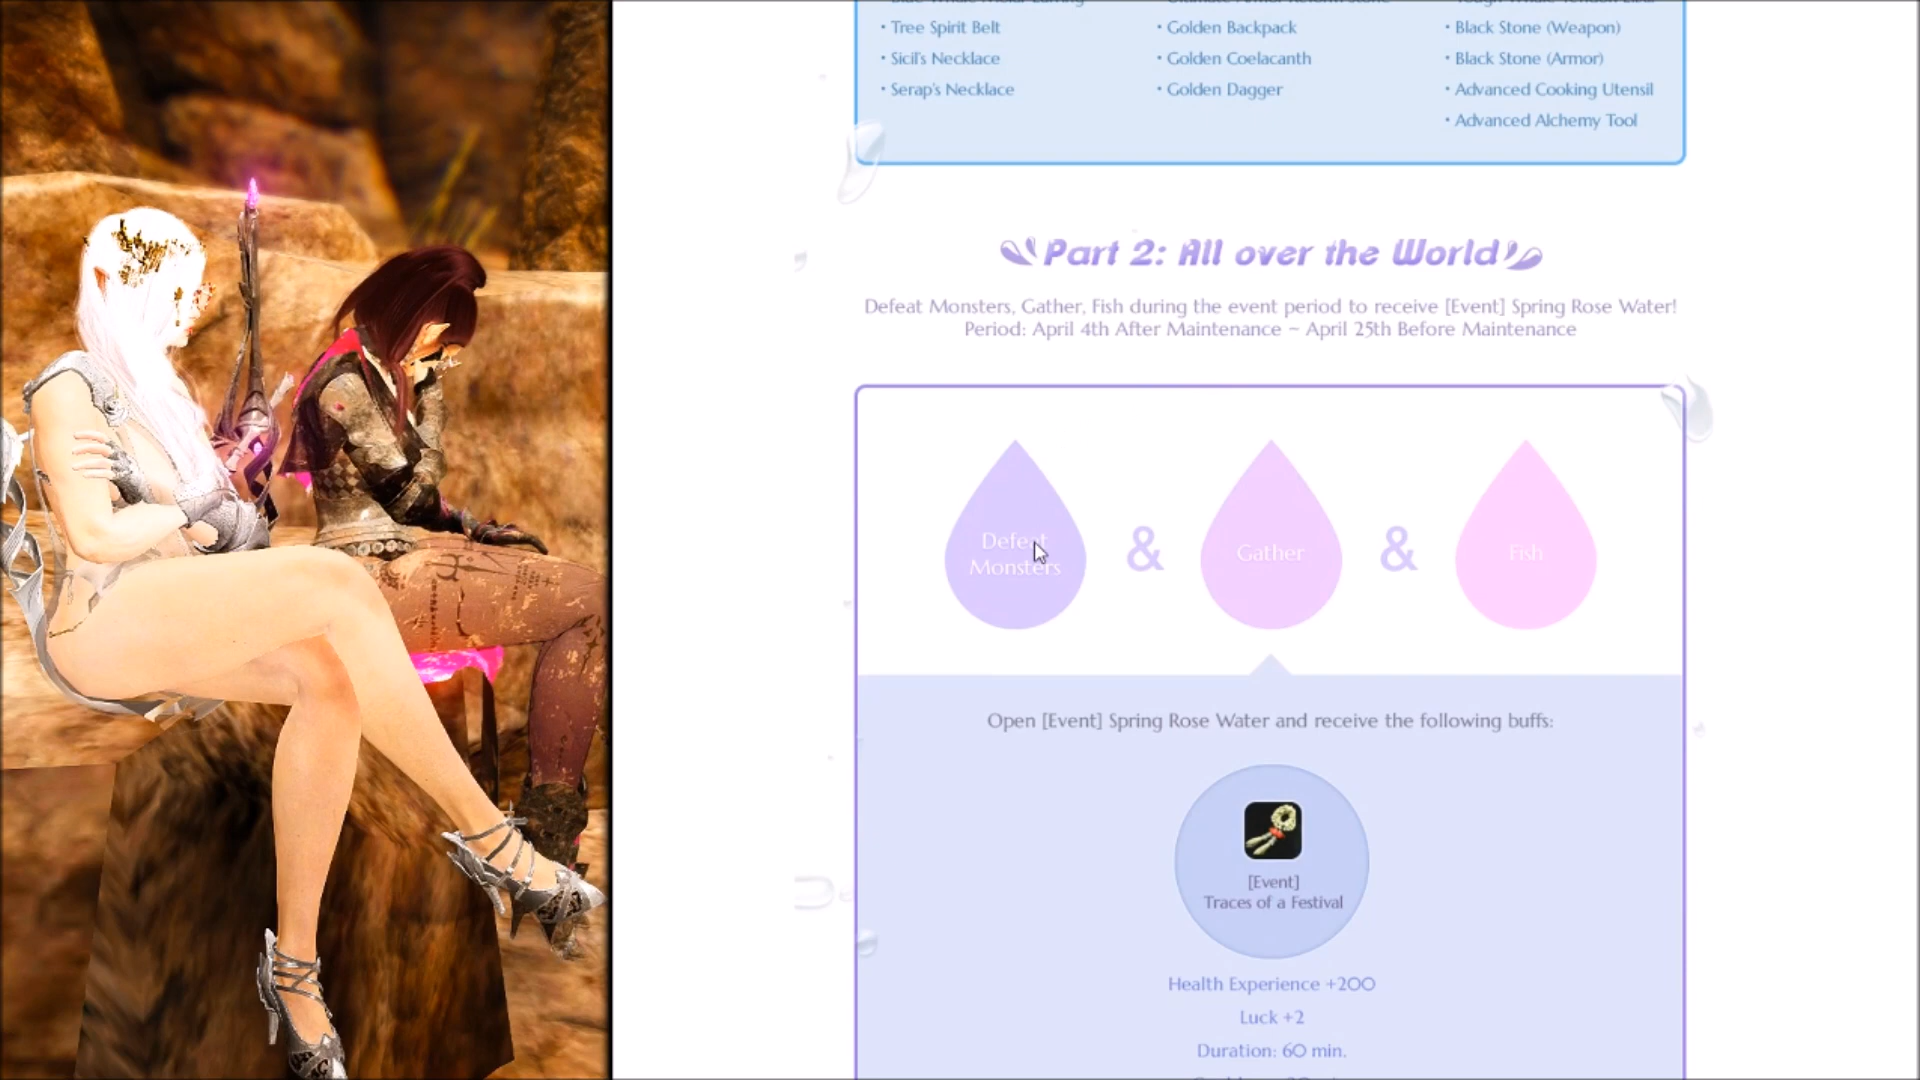 • Tree Spirit Belt
• Sicil's Necklace
• Serap's Necklace
• Golden Backpack
• Golden Coelacanth
• Golden Dagger
• Black Stone (Weapon)
• Black Stone (Armor)
• Advanced Cooking Utensil
• Advanced Alchemy Tool
Part 2: All over the World
Defeat Monsters, Gather, Fish during the event period to receive [Event] Spring Rose Water!
Period: April 4th After Maintenance ~ April 25th Before Maintenance
Defeat
Monsters
&
Gather
&
Fish
Open [Event] Spring Rose Water and receive the following buffs:
[Event]
Traces of a Festival
Health Experience +200
Luck +2
Duration: 60 min.